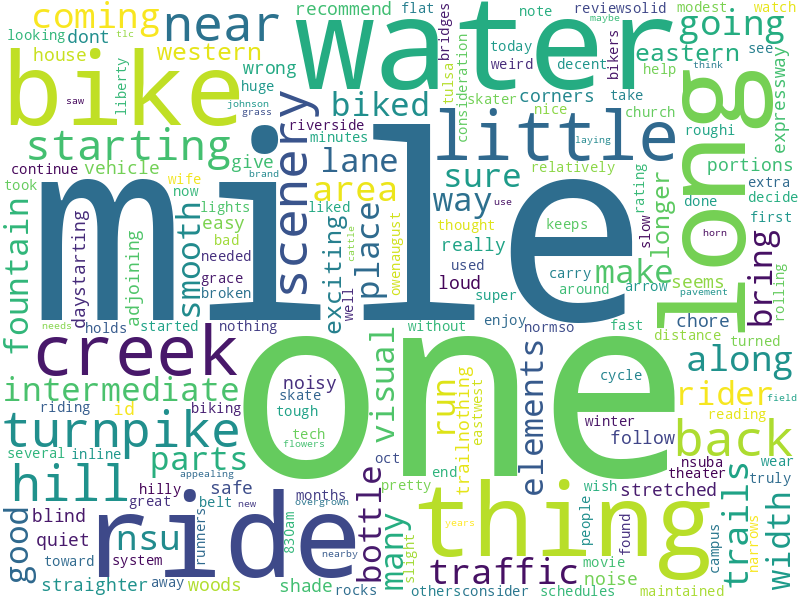 coming
near
water
recommend
flat
note
reviewsolid
modest
watch
going
looking
dont
tlc
western
bridges
today
maybe
house
wrong
tulsa
weird
decent
bikers
eastern
see
bike
huge
biked
consideration
skater
corners
take
help
think
saw
liberty
johnson
grass
riverside
minutes
nice
church
expressway
starting
scenery
lane
little
long
roughi
continue
vehicle
give
area
sure
relatively
rating
portions
took
wife
now
mile
place
way
laying
longer
done
extra
decide
fountain
daystarting
adjoining
smooth
easy
lights
liked
thought
keeps
slow
first
bad
needed
exciting
owenaugust
really
used
carry
make
bring
horn
grace
well
cattle
loud
super
around
arrow
seems
pavement
rolling
broken
brand
use
needs
holds
started
nothing
without
enjoy
normso
fast
distance
chore
turned
creek
one
visual
run
elements
cycle
along
intermediate
noisy
trailnothing
eastwest
winter
rider
field
riding
id
biking
skate
tough
reading
turnpike
tech
follow
back
several
inline
parts
flowers
end
wish
nsuba
theater
wear
hill
appealing
oct
pretty
people
stretched
trails
truly
hilly
safe
months
bottle
many
thing
movie
found
campus
width
great
belt
new
overgrown
good
blind
ride
runners
830am
slight
years
narrows
quiet
nsu
system
nearby
traffic
noise
maintained
toward
straighter
away
woods
shade
rocks
othersconsider
schedules